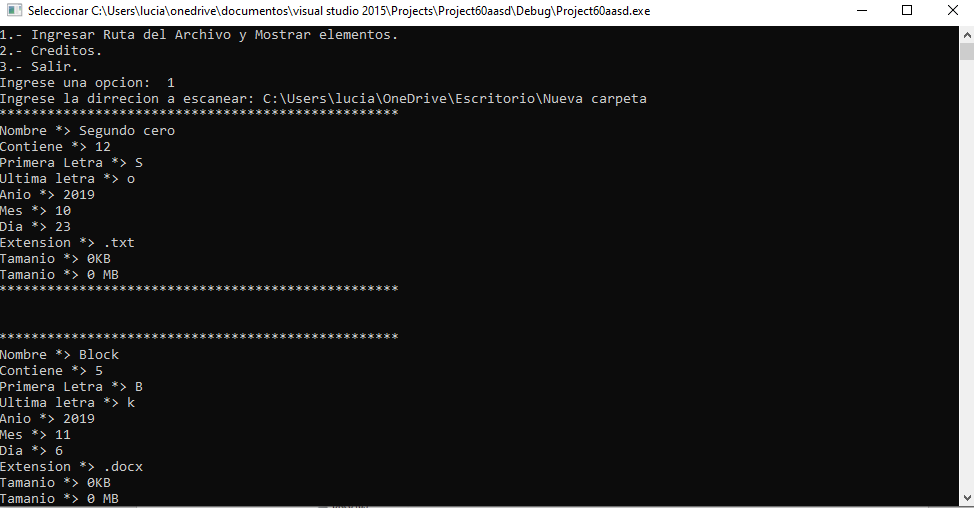 Seleccionar C:\Users\lucia\onedrive\documentos\visual studio 2015\Projects\Project60aasd\Debug\Project60aasd.exe
1.- Ingresar Ruta del Archivo y Mostrar elementos.
2.- Creditos.
3.- Salir.
Ingrese una opcion:  1
Ingrese la dirrecion a escanear: C:\Users\lucia\OneDrive\Escritorio\Nueva carpeta
**************************************************
Nombre *> Segundo cero
Contiene *> 12
Primera Letra *> S
Ultima letra *> o
Anio *> 2019
Mes *> 10
Dia *> 23
Extension *> .txt
Tamanio *> 0KB
Tamanio *> 0 MB
**************************************************
**************************************************
Nombre *> Block
Contiene *> 5
Primera Letra *> B
Ultima letra *> k
Anio *> 2019
Mes *> 11
Dia *> 6
Extension *> .docx
Tamanio *> 0KB
Tamanio *> 0 MB